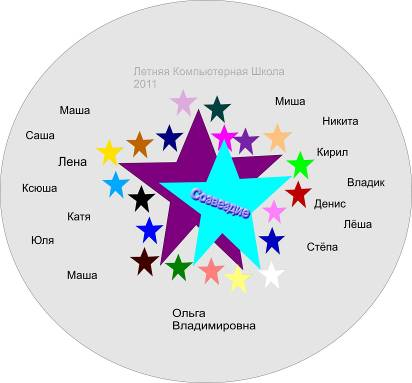 Летняя Компьютерная Школа
2011
Маша
Миша
Саша
Никита
Лена
Кирил
Ксюша
Владик
Созвездие
Денис
Катя
Лёша
Юля
Стёпа
Маша
Ольга
Владимировна